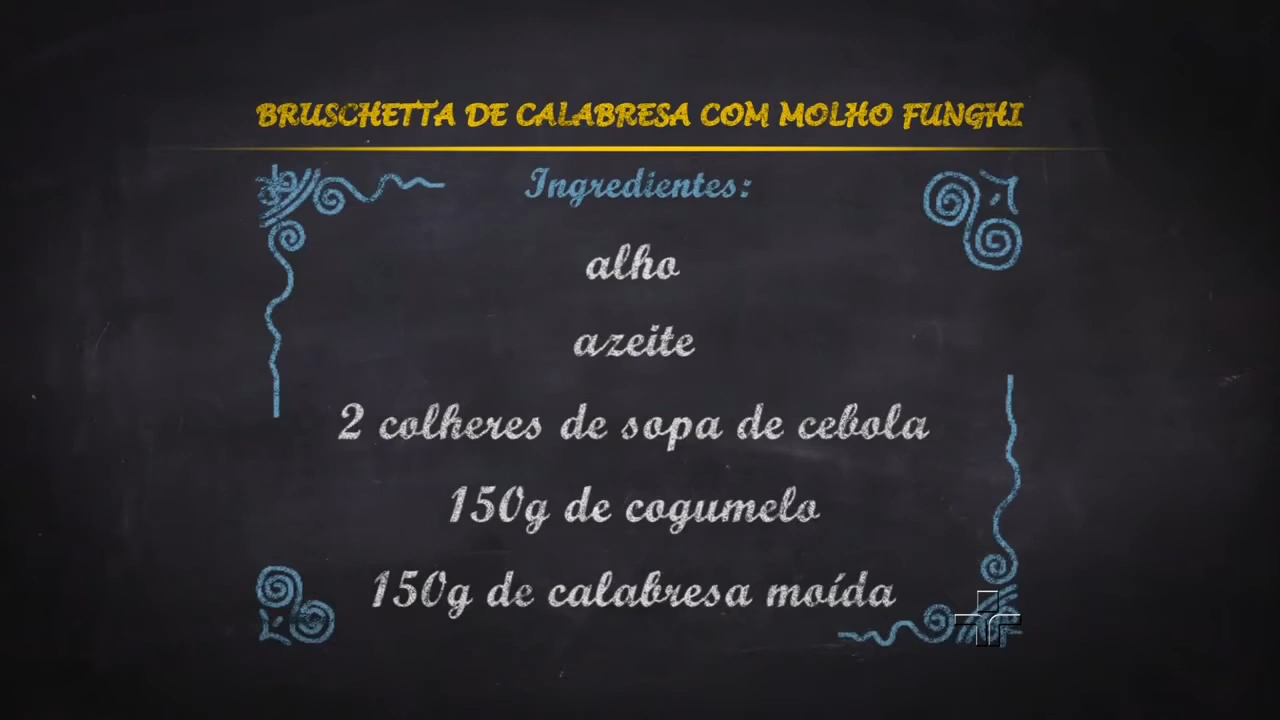 BRUSCHETTA DE CALABRESA COM MOLHO FUNGHI
Ingredientes:
alho
azeite
2 colheres de sopa de cebola
150g de cogumelo
150g de calabresa moída